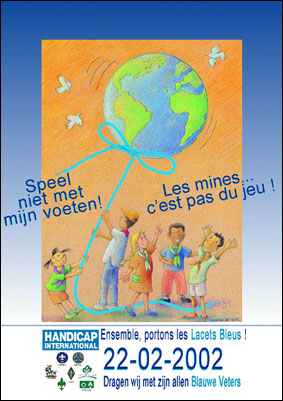 Speel
niet met
mijn voeten!
Les mines...
c'est pas du jeu !
HANDICAP
INTERNATIONAL
Ensemble, portons les Lacets Bleus !
22-02-2002
Dragen wij met zijn allen Blauwe Veters